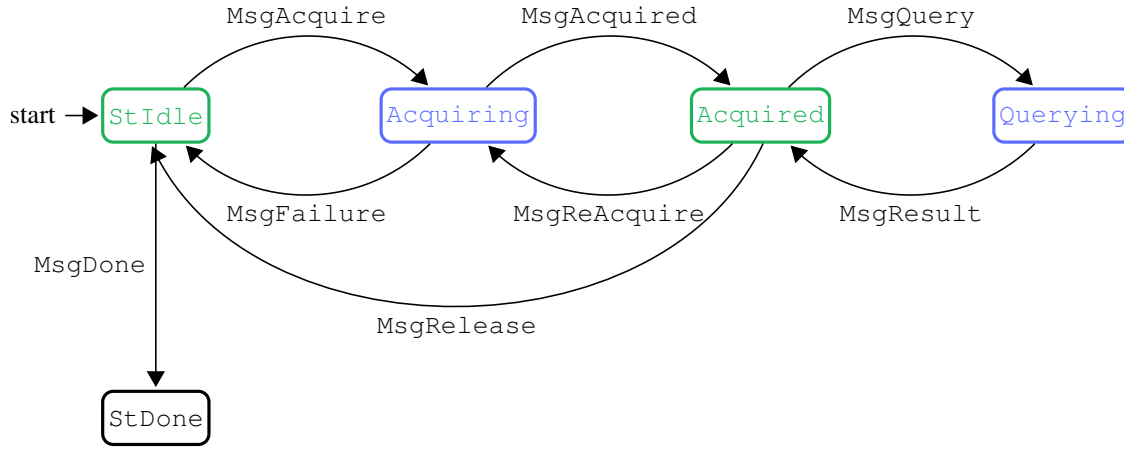 MsgAcquire
MsgAcquired
MsgQuery
start
StIdle
Acquiring
Acquired
Querying
MsgFailure
MsgReAcquire
MsgResult
MsgDone
MsgRelease
StDone